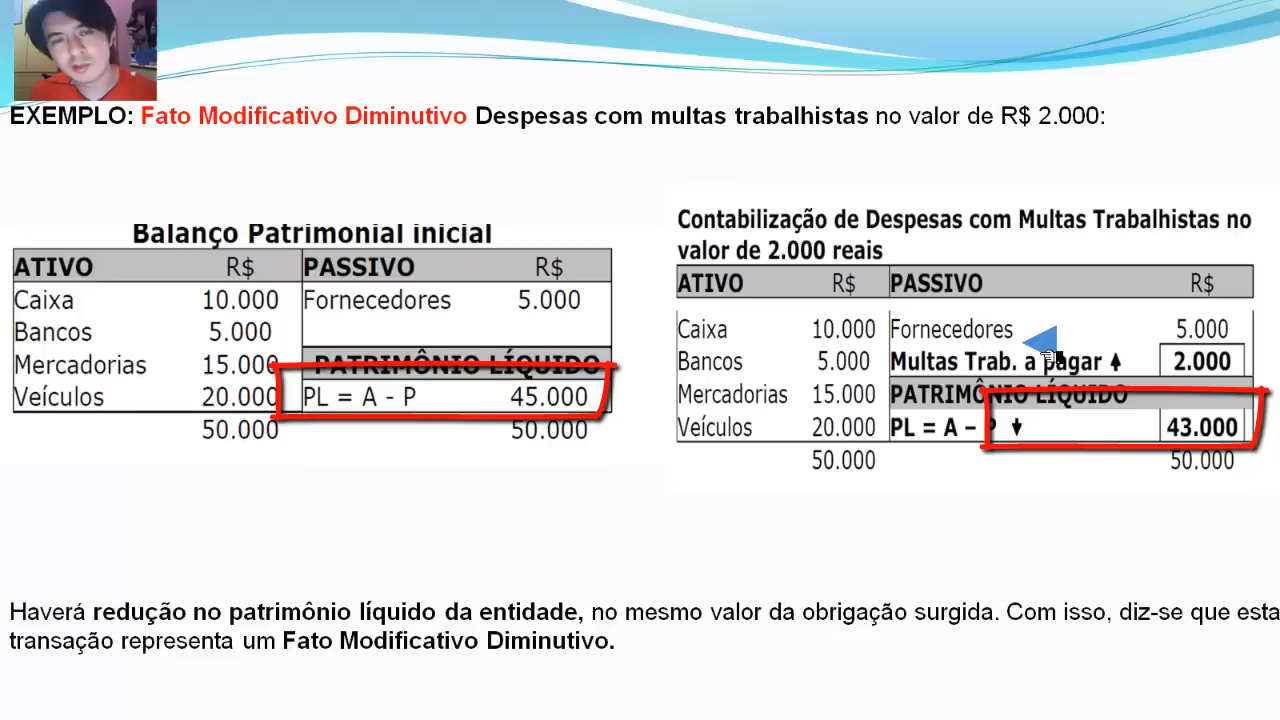 EXEMPLO: Fato Modificativo Diminutivo Despesas com multas trabalhistas no valor de R$ 2.000:
Balanço Patrimonial inicial
ATIVO R$ PASSIVO R$
Caixa 10.000 Fornecedores 5.000
Bancos 5.000
Mercadorias 15.000 PATRIMÔNIO LÍQUIDO
Veículos 20.000 PL = A - P 45.000
50.000 50.000
Contabilização de Despesas com Multas Trabalhistas no
valor de 2.000 reais
ATIVO R$ PASSIVO R$
Caixa 10.000 Fornecedores 5.000
Bancos 5.000 Multas Trab. a pagar 2.000
Mercadorias 15.000 PATRIMÔNIO LÍQUIDO
Veículos 20.000 PL = A – P 43.000
50.000 50.000
Haverá redução no patrimônio líquido da entidade, no mesmo valor da obrigação surgida. Com isso, diz-se que esta
transação representa um Fato Modificativo Diminutivo.